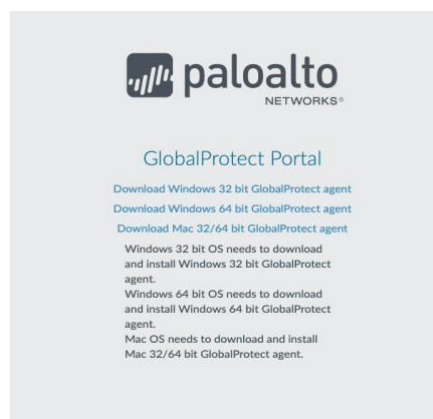 paloalto
NETWORKS®
GlobalProtect Portal
Download Windows 32 bit GlobalProtect agent
Download Windows 64 bit GlobalProtect agent
Download Mac 32/64 bit GlobalProtect agent
Windows 32 bit OS needs to download
and install Windows 32 bit GlobalProtect
agent.
Windows 64 bit OS needs to download
and install Windows 64 bit GlobalProtect
agent.
Mac OS needs to download and install
Mac 32/64 bit GlobalProtect agent.